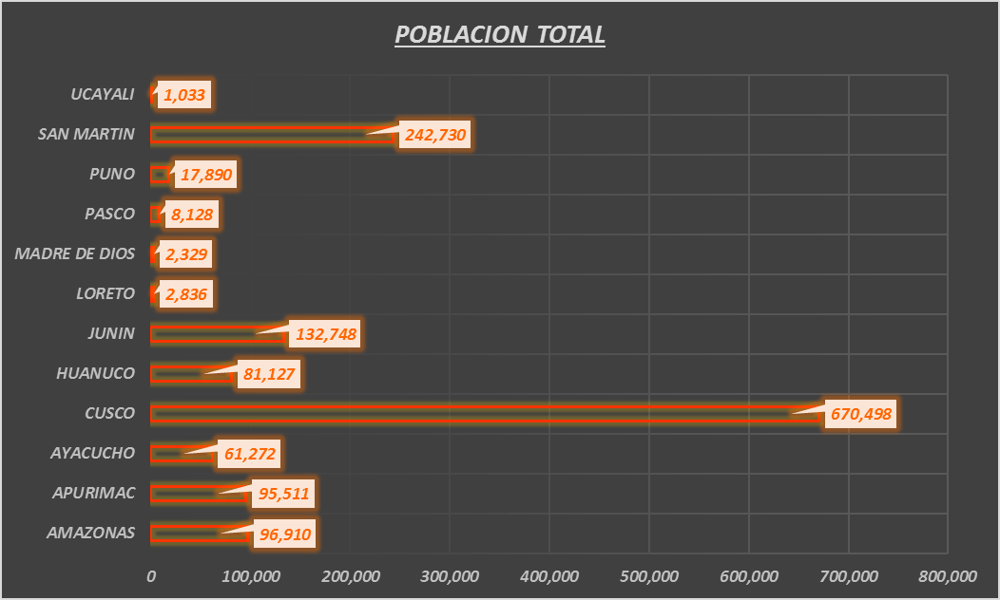 POBLACION TOTAL
UCAYALI 1,033
SAN MARTIN 242,730
PUNO 17,890
PASCO 8,128
MADRE DE DIOS 2,329
LORETO 2,836
JUNIN 132,748
HUANUCO 81,127
CUSCO 670,498
AYACUCHO 61,272
APURIMAC 95,511
AMAZONAS 96,910
0 100,000 200,000 300,000 400,000 500,000 600,000 700,000 800,000